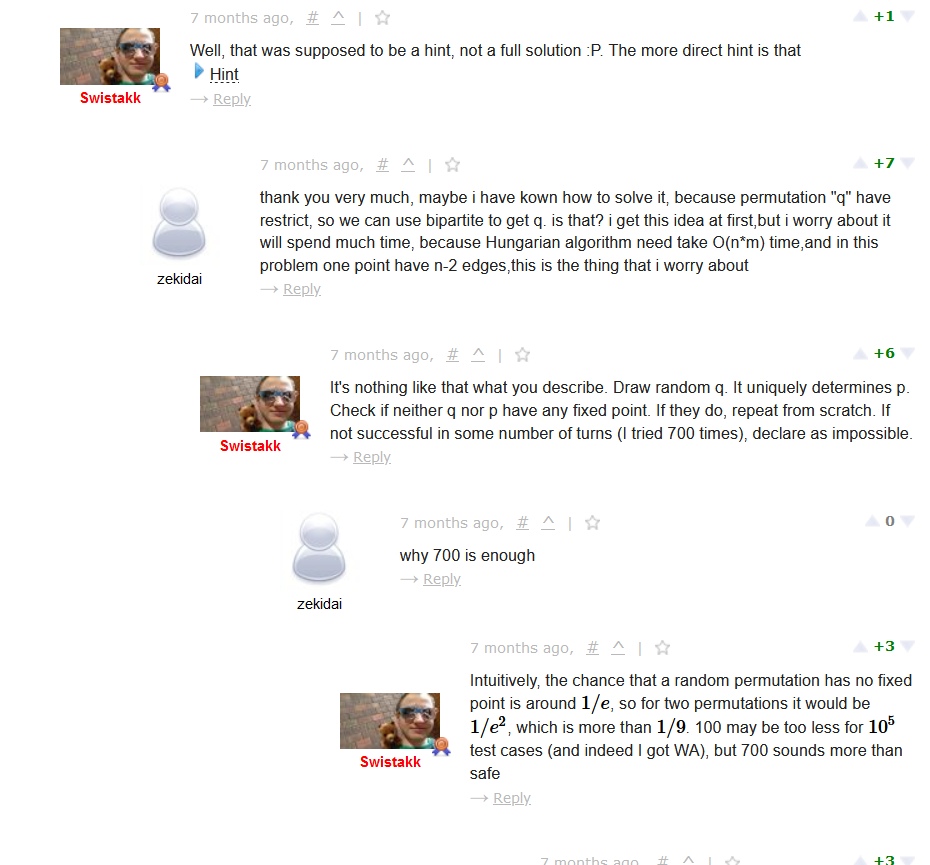 7 months ago, # ^ | ☆ +1
Well, that was supposed to be a hint, not a full solution :P. The more direct hint is that
Hint
Swistakk
→ Reply
7 months ago, # ^ | ☆ +7
thank you very much, maybe i have kown how to solve it, because permutation "q" have
restrict, so we can use bipartite to get q. is that? i get this idea at first,but i worry about it
will spend much time, because Hungarian algorithm need take O(n*m) time,and in this
problem one point have n-2 edges,this is the thing that i worry about
zekidai
→ Reply
7 months ago, # ^ | ☆ +6
It's nothing like that what you describe. Draw random q. It uniquely determines p.
Check if neither q nor p have any fixed point. If they do, repeat from scratch. If
not successful in some number of turns (I tried 700 times), declare as impossible.
Swistakk
→ Reply
7 months ago, # ^ | ☆ 0
why 700 is enough
→ Reply
zekidai
7 months ago, # ^ | ☆ +3
Intuitively, the chance that a random permutation has no fixed
point is around 1/e, so for two permutations it would be
1/e², which is more than 1/9. 100 may be too less for 10⁵
test cases (and indeed I got WA), but 700 sounds more than
safe
Swistakk
→ Reply
7 months ago, # ^ | ☆ +3